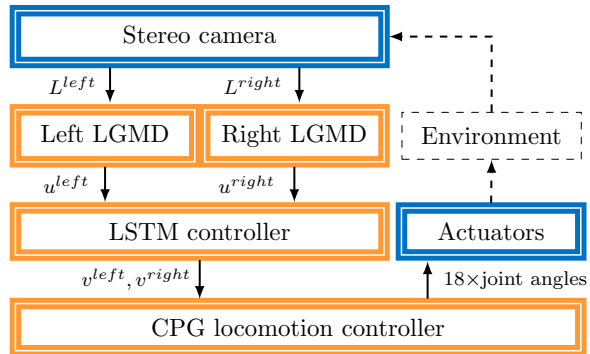 Stereo camera
L^{left} L^{right}
Left LGMD Right LGMD Environment
u^{left} u^{right}
LSTM controller Actuators
v^{left}, v^{right} 18×joint angles
CPG locomotion controller